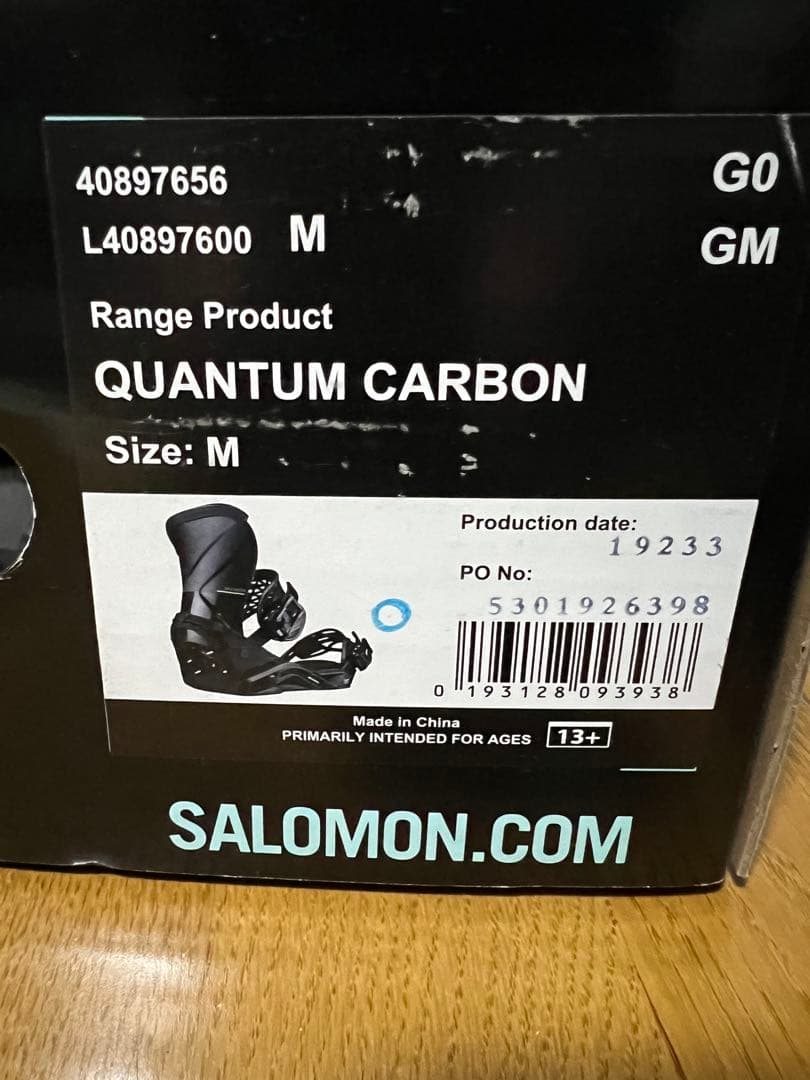 40897656 G0
L40897600 M GM
Range Product
QUANTUM CARBON
Size: M
Production date:
19233
PO No:
5301926398
0 193128 093938
Made in China
PRIMARILY INTENDED FOR AGES 13+
SALOMON.COM